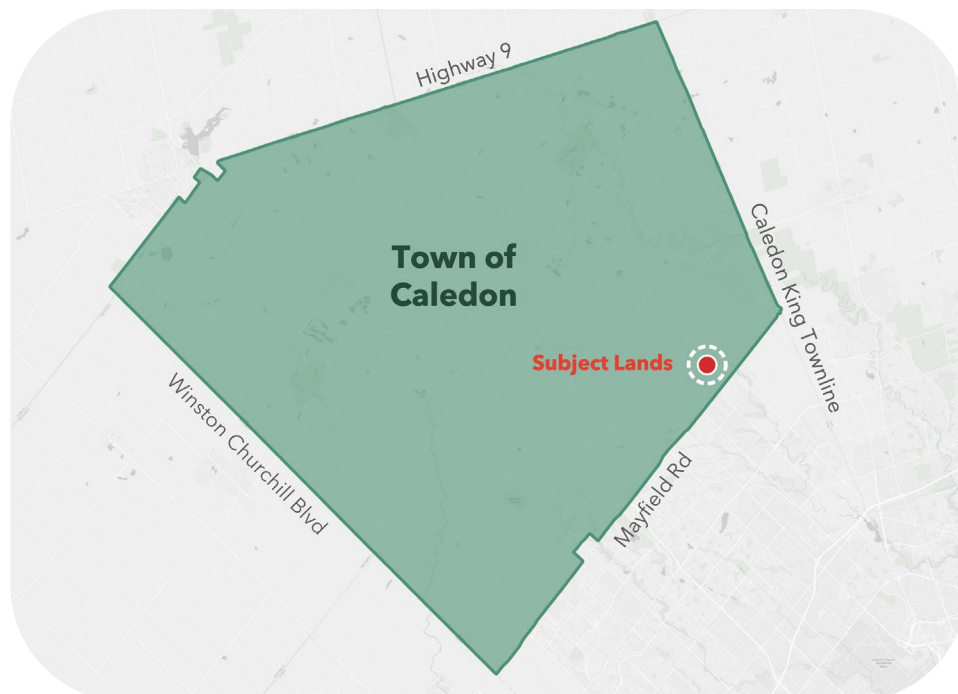 Highway 9
Town of
Caledon
Caledon King Townline
Subject Lands
Winston Churchill Blvd
Mayfield Rd